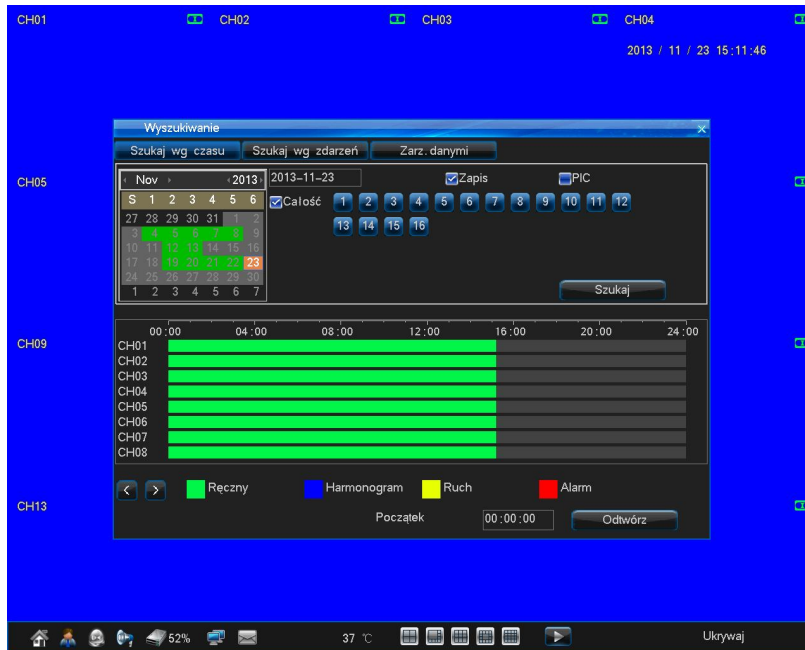 CH01 CH02 CH03 CH04
2013 / 11 / 23 15:11:46
Wyszukiwanie
Szukaj wg czasu Szukaj wg zdarzeń Zarz. danymi
CH05
Nov 2013 2013-11-23 Zapis PIC
S 1 2 3 4 5 6 Calość 1 2 3 4 5 6 7 8 9 10 11 12
27 28 29 30 31 1 2 13 14 15 16
3 4 5 6 7 8 9
10 11 12 13 14 15 16
17 18 19 20 21 22 23
24 25 26 27 28 29 30
1 2 3 4 5 6 7
Szukaj
00:00 04:00 08:00 12:00 16:00 20:00 24:00
CH09
CH01
CH02
CH03
CH04
CH05
CH06
CH07
CH08
Ręczny Harmonogram Ruch Alarm
CH13
Początek 00:00:00 Odtwórz
52% 37 °C Ukrywaj